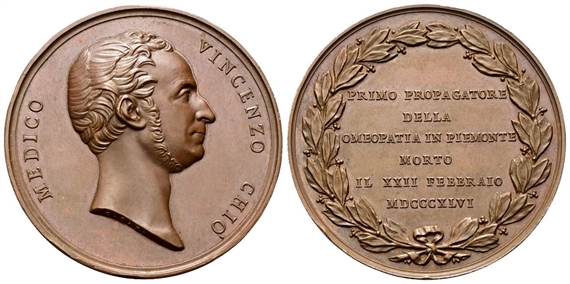 MEDICO VINCENZO CHIÒ
PRIMO PROPAGATORE
DELLA
OMEOPATIA IN PIEMONTE
MORTO
IL XXII FEBBRAIO
MDCCCXLVI